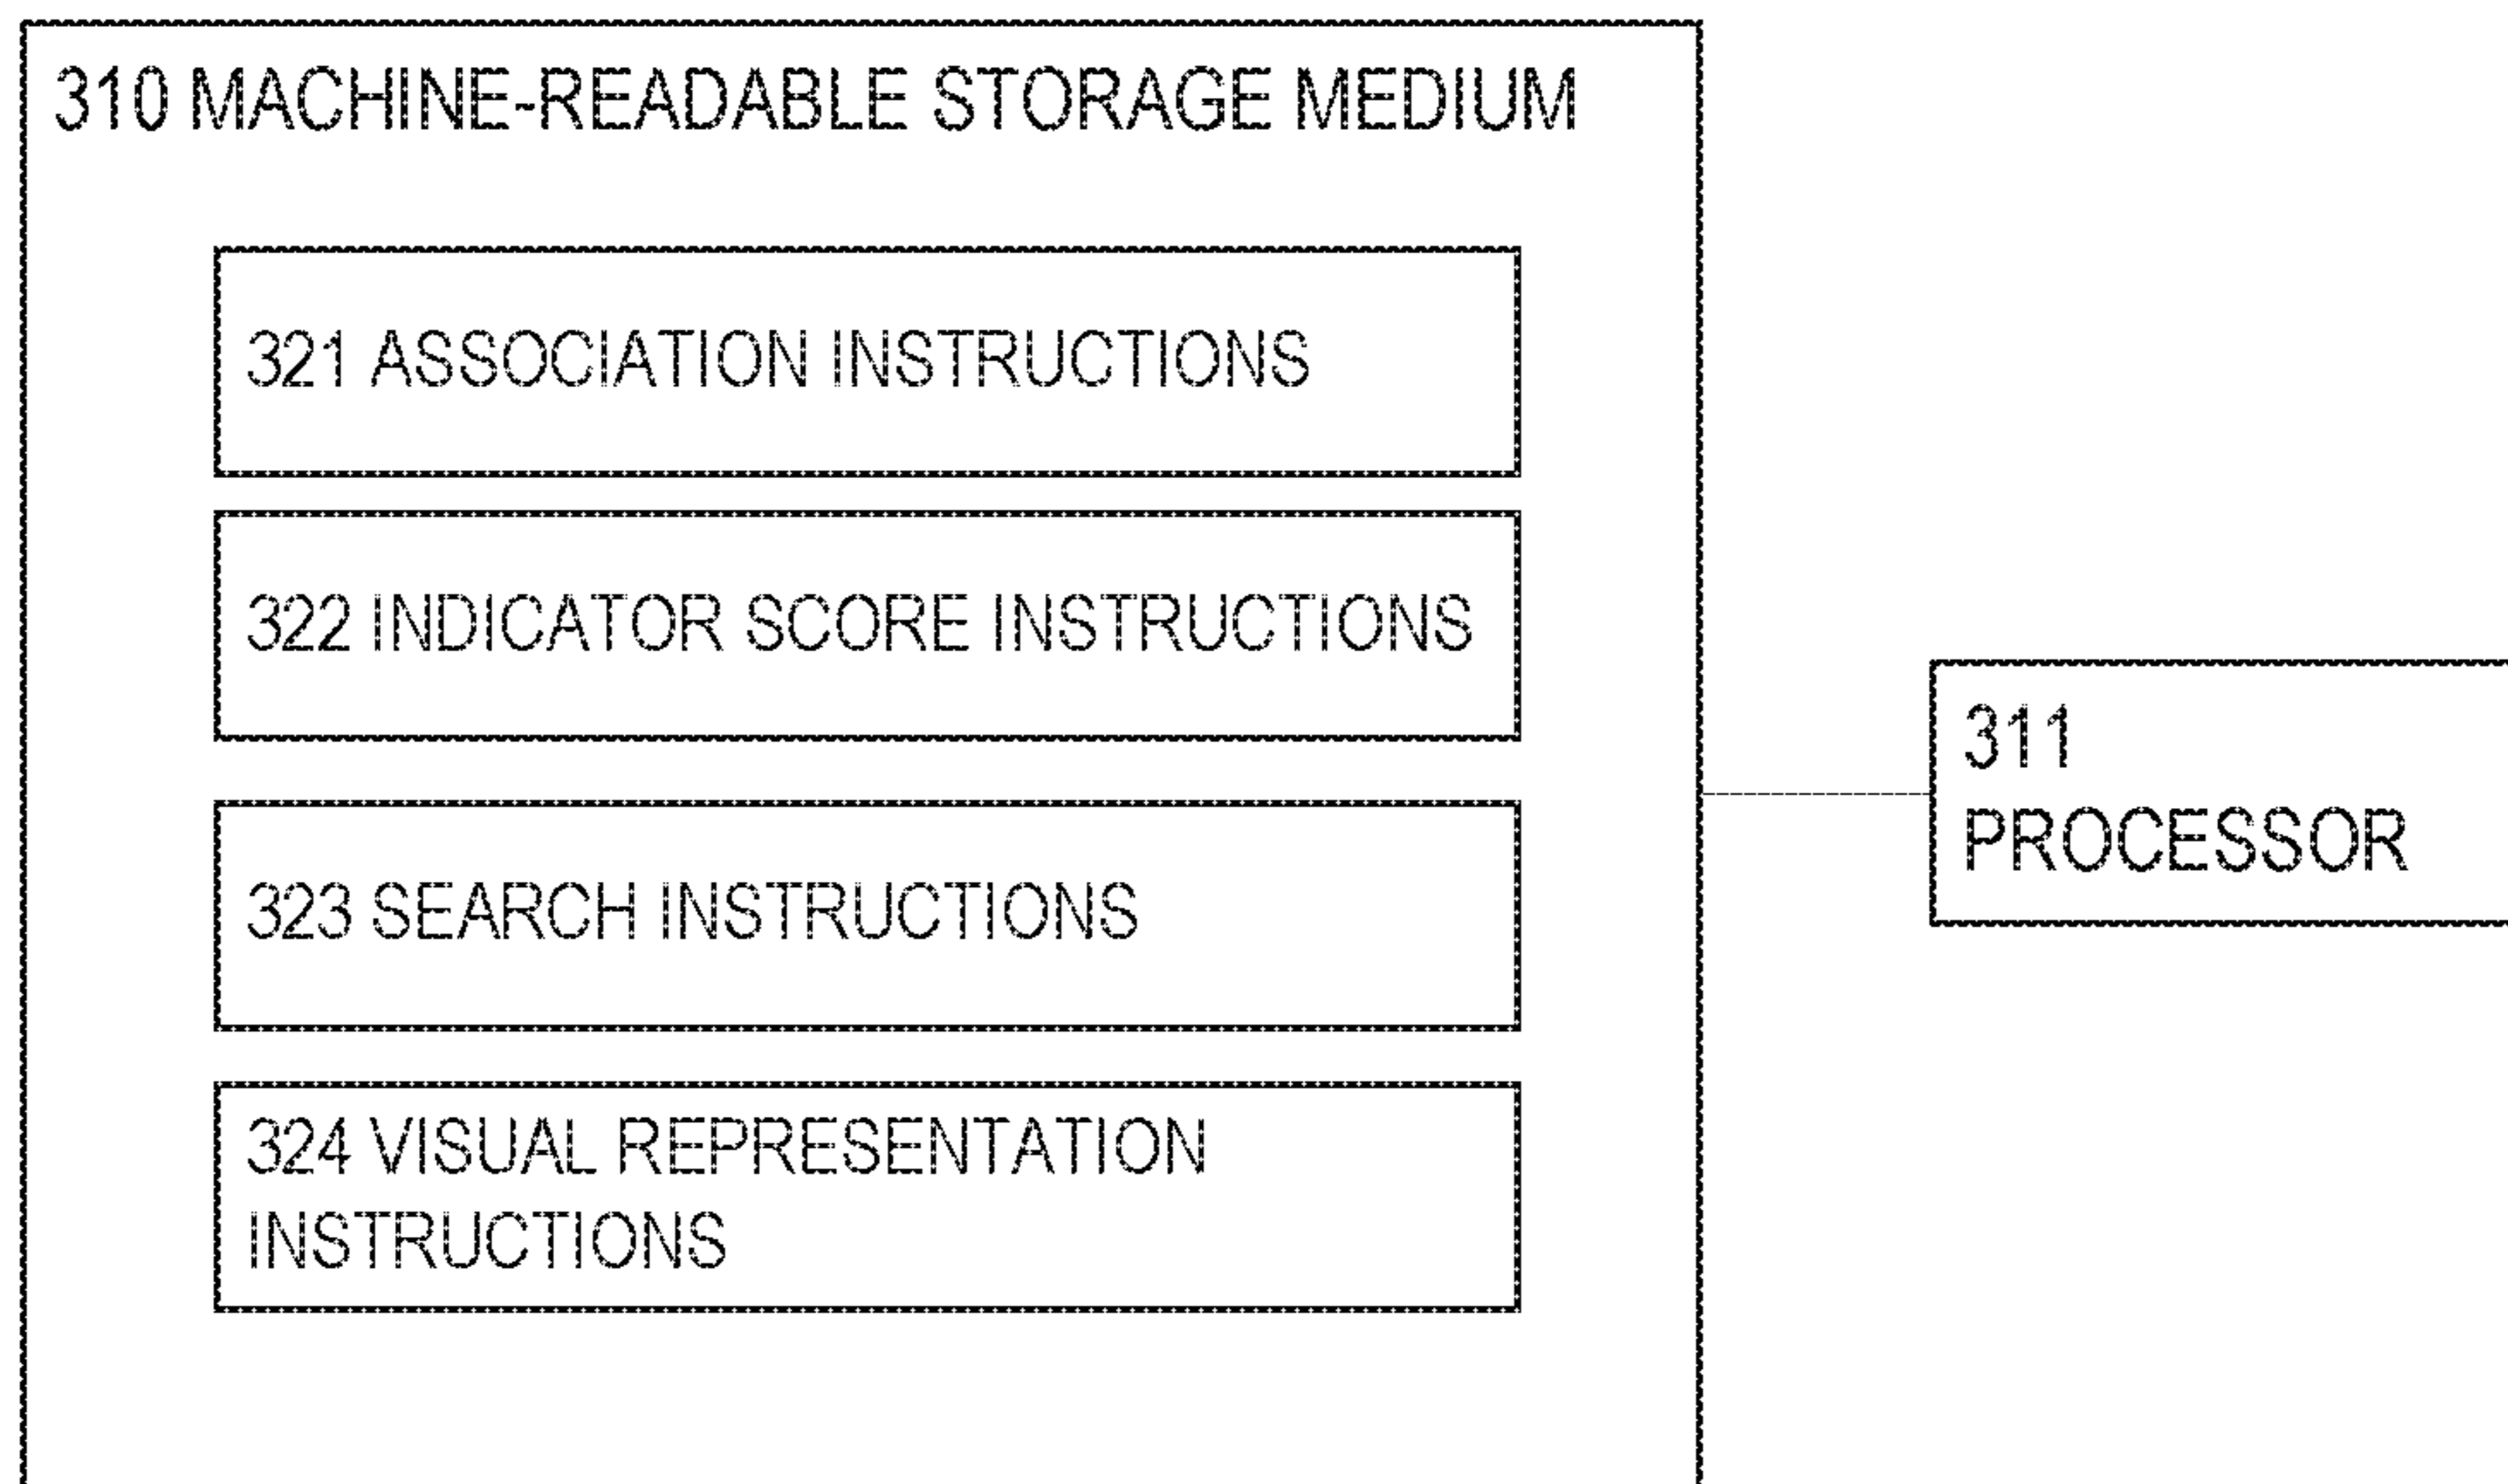 310 MACHINE-READABLE STORAGE MEDIUM
321 ASSOCIATION INSTRUCTIONS
322 INDICATOR SCORE INSTRUCTIONS
323 SEARCH INSTRUCTIONS
324 VISUAL REPRESENTATION
INSTRUCTIONS
311
PROCESSOR